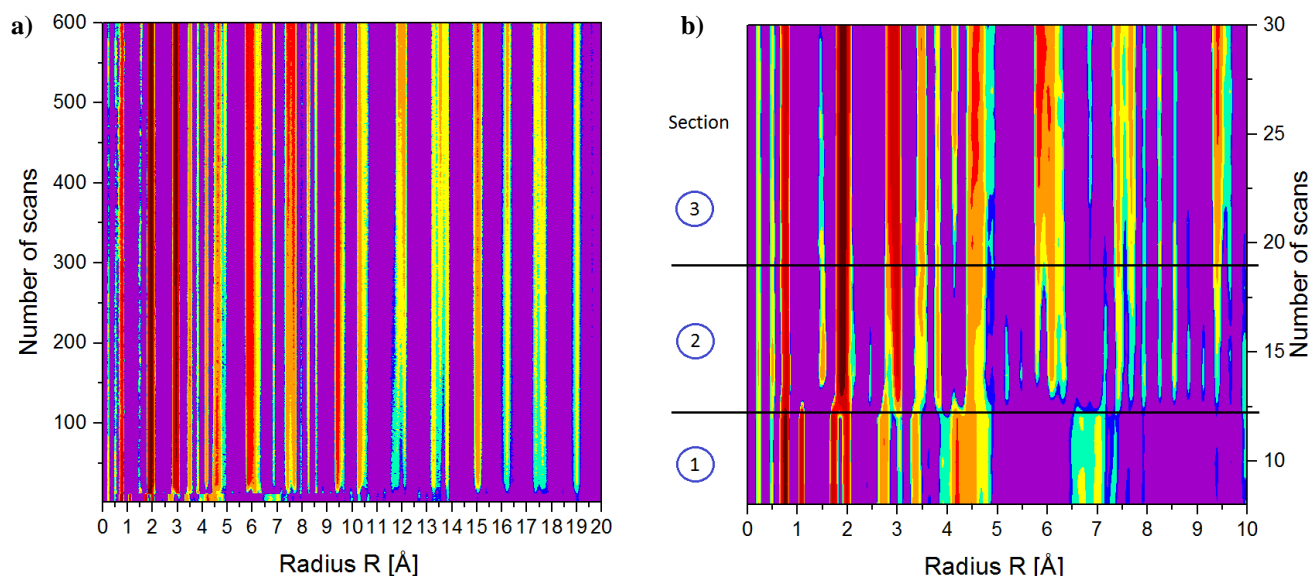 a)
600
500
400
300
200
100
Number of scans
0 1 2 3 4 5 6 7 8 9 10 11 12 13 14 15 16 17 18 19 20
Radius R [Å]
b)
Section
3
2
1
30
25
20
15
10
Number of scans
0 1 2 3 4 5 6 7 8 9 10
Radius R [Å]